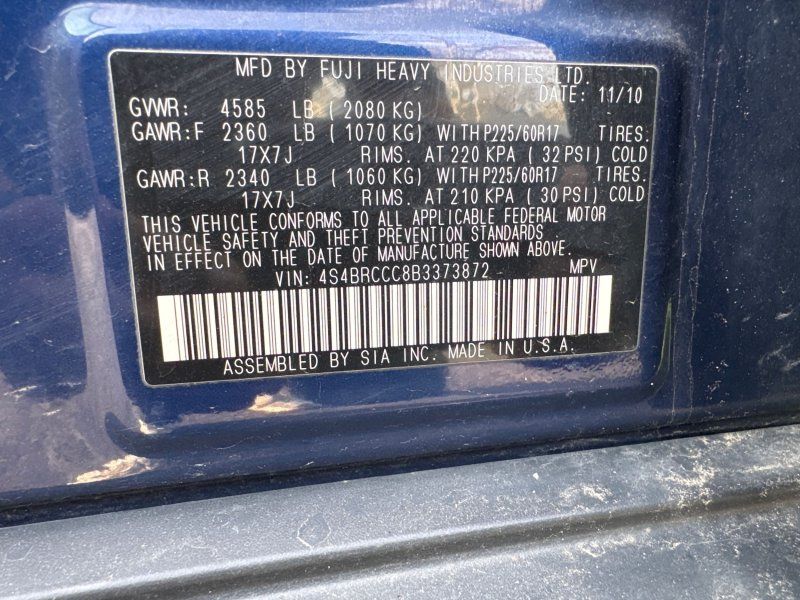 MFD BY FUJI HEAVY INDUSTRIES LTD.
DATE: 11/10
GVWR: 4585 LB ( 2080 KG)
GAWR:F 2360 LB ( 1070 KG) WITH P225/60R17 TIRES.
17X7J RIMS. AT 220 KPA ( 32 PSI) COLD
GAWR:R 2340 LB ( 1060 KG) WITH P225/60R17 TIRES.
17X7J RIMS. AT 210 KPA ( 30 PSI) COLD
THIS VEHICLE CONFORMS TO ALL APPLICABLE FEDERAL MOTOR
VEHICLE SAFETY AND THEFT PREVENTION STANDARDS
IN EFFECT ON THE DATE OF MANUFACTURE SHOWN ABOVE.
VIN: 4S4BRCCC8B3373872 MPV
ASSEMBLED BY SIA INC. MADE IN U.S.A.